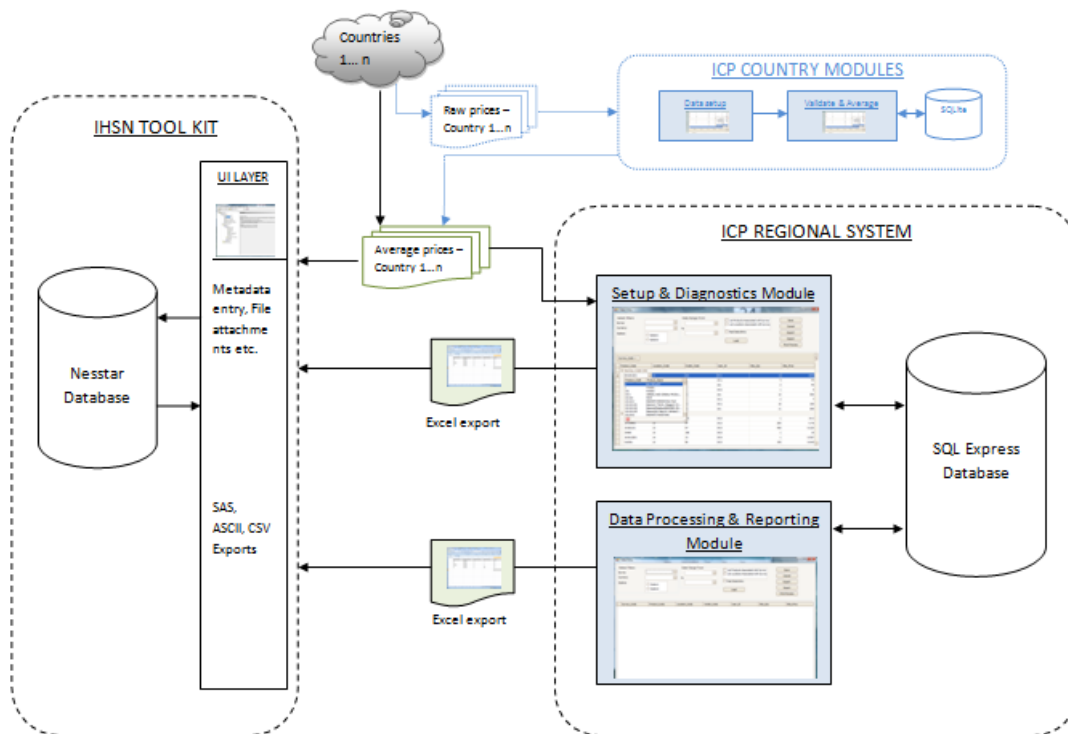 Countries
1... n
ICP COUNTRY MODULES
Raw prices –
Country 1...n
Data setup
Validate & Average
SQLite
IHSN TOOL KIT
UI LAYER
ICP REGIONAL SYSTEM
Average prices –
Country 1...n
Setup & Diagnostics Module
Metadata
entry, File
attachme
nts etc.
Nesstar
Database
Excel export
SQL Express
Database
SAS,
ASCII, CSV
Exports
Data Processing & Reporting
Module
Excel export